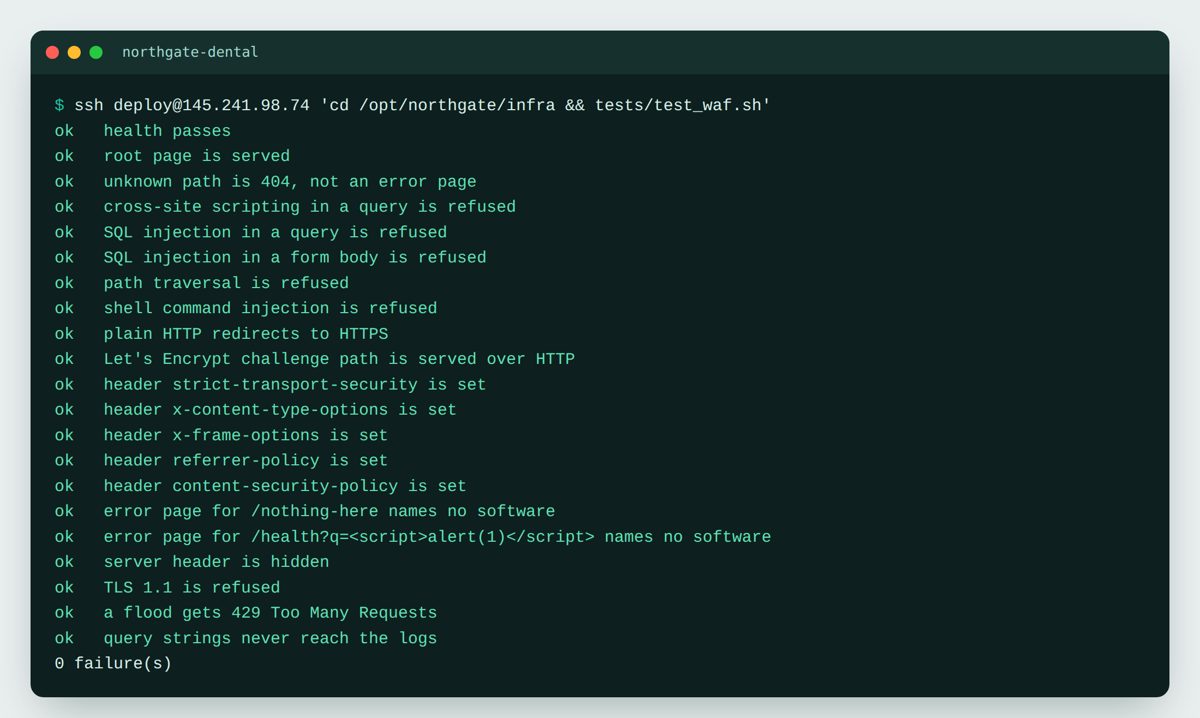 northgate-dental
$ ssh deploy@145.241.98.74 'cd /opt/northgate/infra && tests/test_waf.sh'
ok   health passes
ok   root page is served
ok   unknown path is 404, not an error page
ok   cross-site scripting in a query is refused
ok   SQL injection in a query is refused
ok   SQL injection in a form body is refused
ok   path traversal is refused
ok   shell command injection is refused
ok   plain HTTP redirects to HTTPS
ok   Let's Encrypt challenge path is served over HTTP
ok   header strict-transport-security is set
ok   header x-content-type-options is set
ok   header x-frame-options is set
ok   header referrer-policy is set
ok   header content-security-policy is set
ok   error page for /nothing-here names no software
ok   error page for /health?q=<script>alert(1)</script> names no software
ok   server header is hidden
ok   TLS 1.1 is refused
ok   a flood gets 429 Too Many Requests
ok   query strings never reach the logs
0 failure(s)